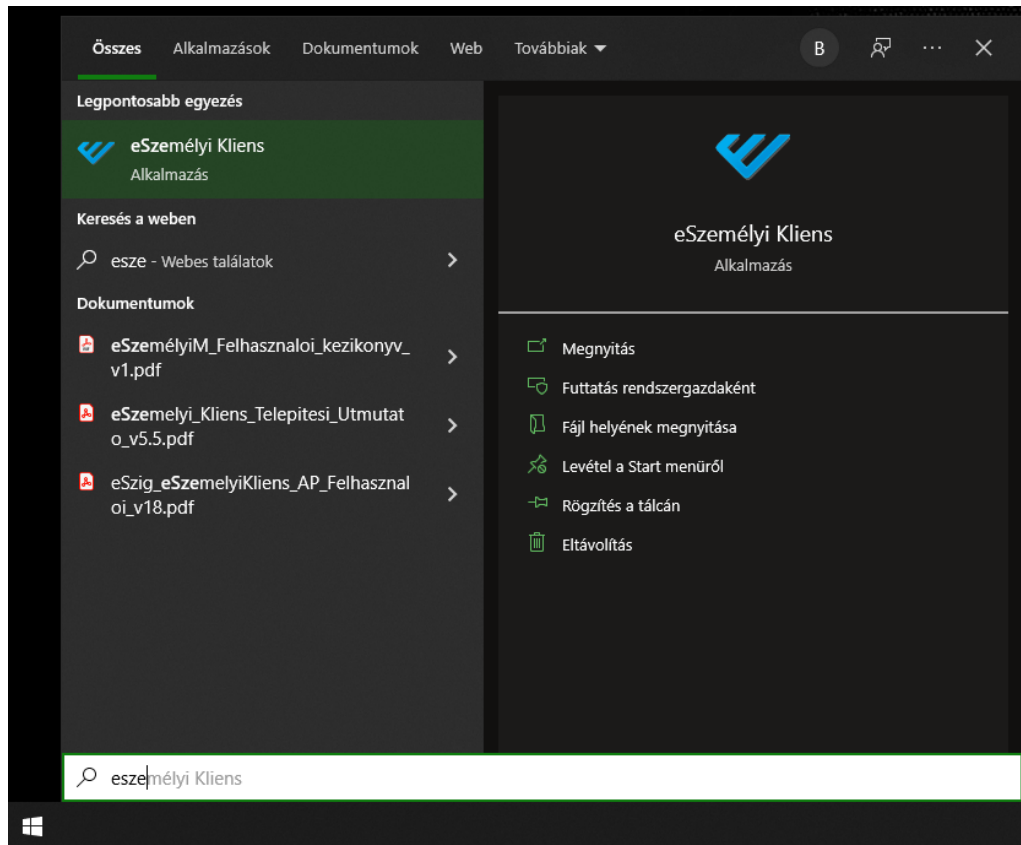 Összes Alkalmazások Dokumentumok Web Továbbiak B ...
Legpontosabb egyezés
eSzemélyi Kliens
Alkalmazás
Keresés a weben
esze - Webes találatok
Dokumentumok
eSzemélyiM_Felhasznaloi_kezikonyv_
v1.pdf
eSzemelyi_Kliens_Telepitesi_Utmutat
o_v5.5.pdf
eSzig_eSzemelyiKliens_AP_Felhasznal
oi_v18.pdf
eSzemélyi Kliens
Alkalmazás
Megnyitás
Futtatás rendszergazdaként
Fájl helyének megnyitása
Levétel a Start menüről
Rögzítés a tálcán
Eltávolítás
eszemélyi Kliens